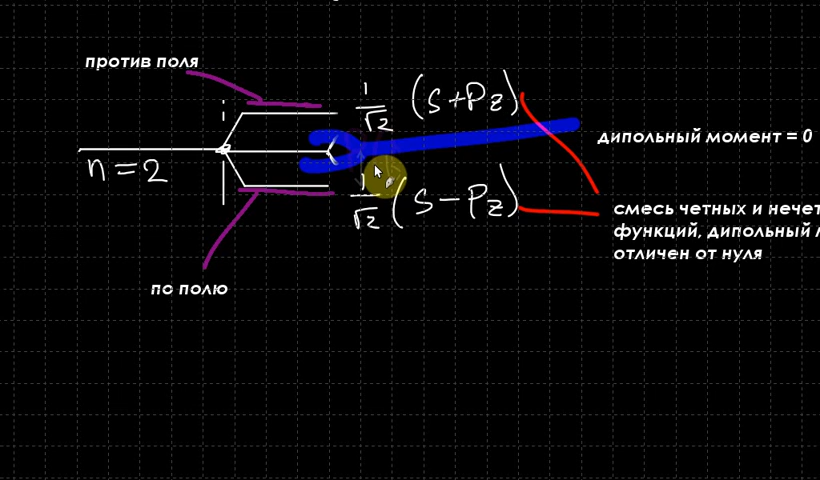 против поля
1/√2 (S+Pz)
дипольный момент = 0
n=2
1/√2 (S-Pz)
смесь четных и нечет
функций, дипольный
отличен от нуля
по полю